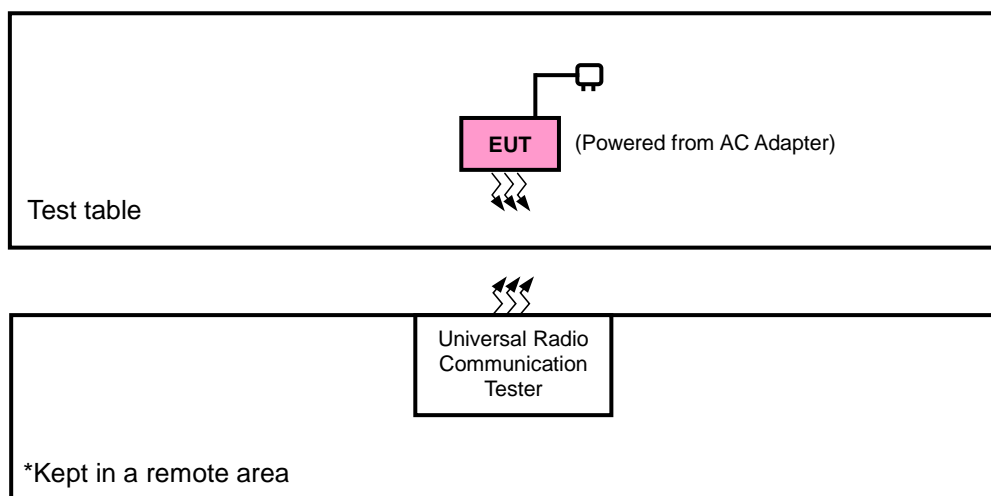 EUT
(Powered from AC Adapter)
Test table
Universal Radio
Communication
Tester
*Kept in a remote area